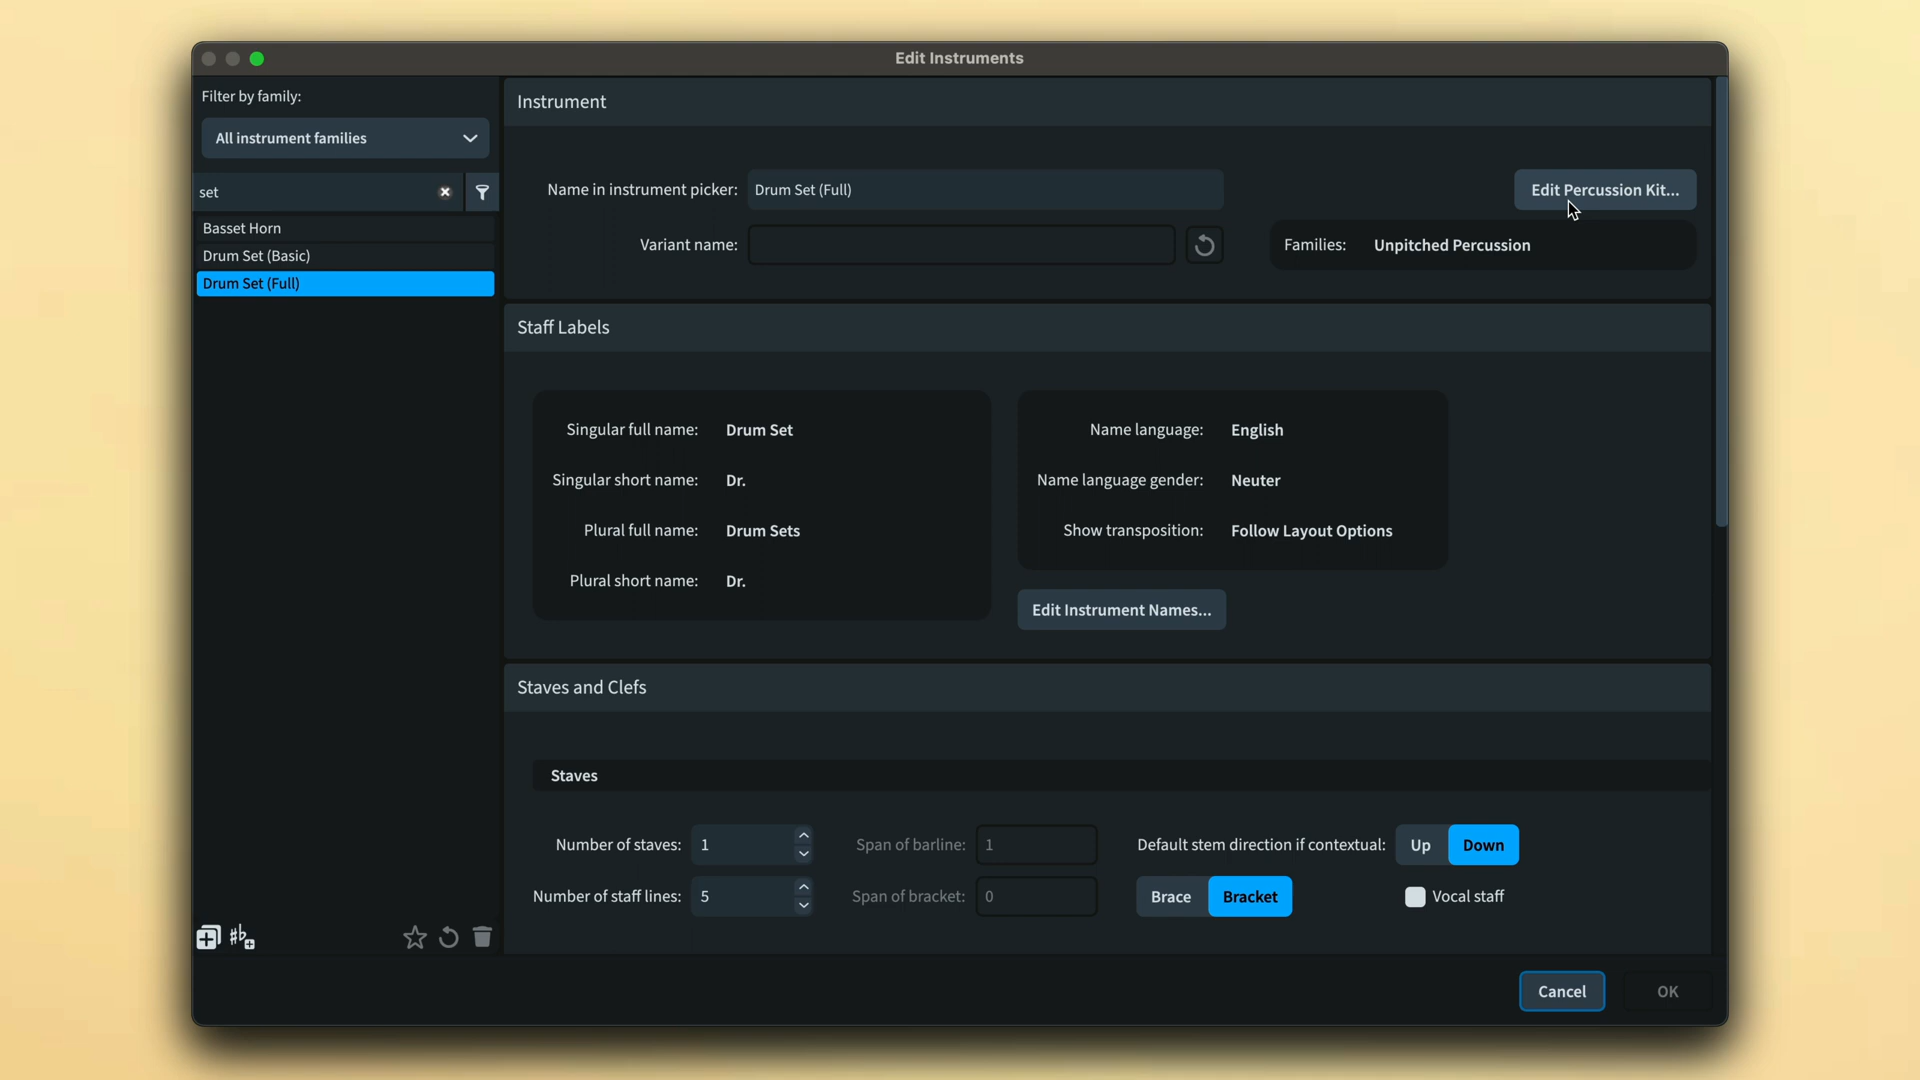 Edit Instruments
Filter by family:
All instrument families
set
Basset Horn
Drum Set (Basic)
Drum Set (Full)
Instrument
Name in instrument picker: Drum Set (Full)
Edit Percussion Kit...
Variant name:
Families: Unpitched Percussion
Staff Labels
Singular full name: Drum Set
Singular short name: Dr.
Plural full name: Drum Sets
Plural short name: Dr.
Name language: English
Name language gender: Neuter
Show transposition: Follow Layout Options
Edit Instrument Names...
Staves and Clefs
Staves
Number of staves: 1 Span of barline: 1 Default stem direction if contextual: Up Down
Number of staff lines: 5 Span of bracket: 0 Brace Bracket Vocal staff
Cancel OK